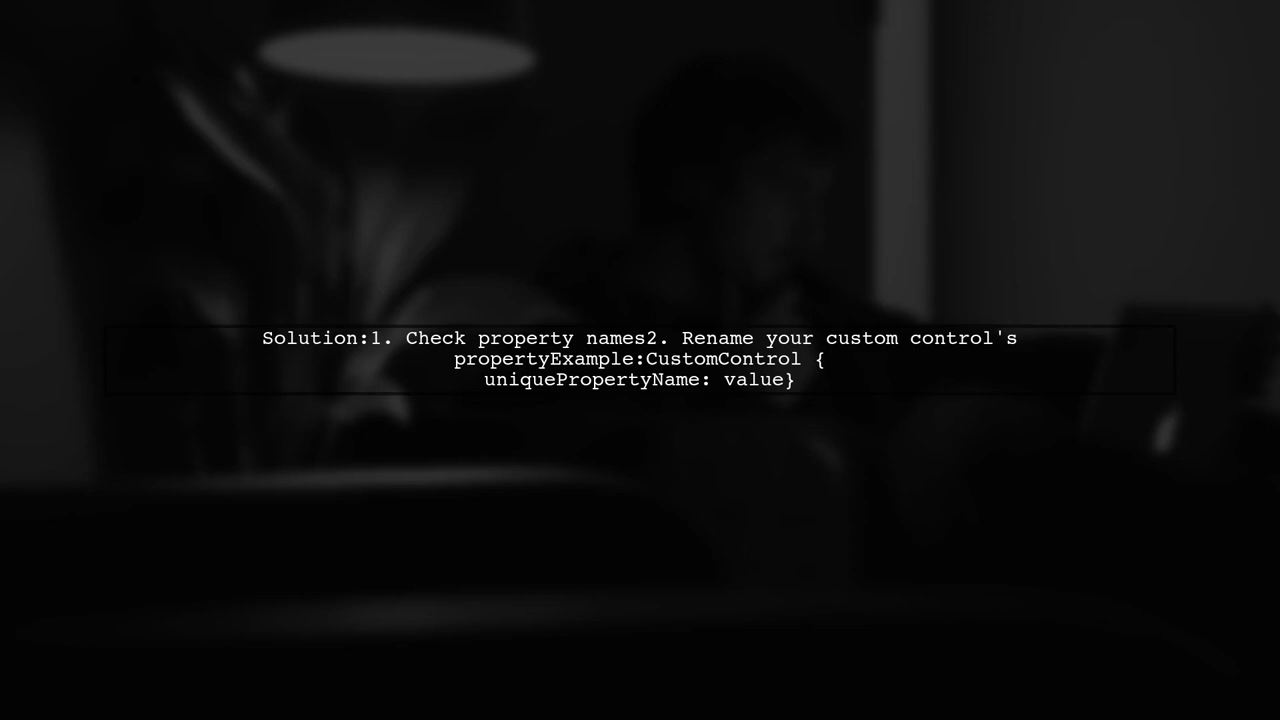 Solution:1. Check property names2. Rename your custom control's
propertyExample:CustomControl {
uniquePropertyName: value}